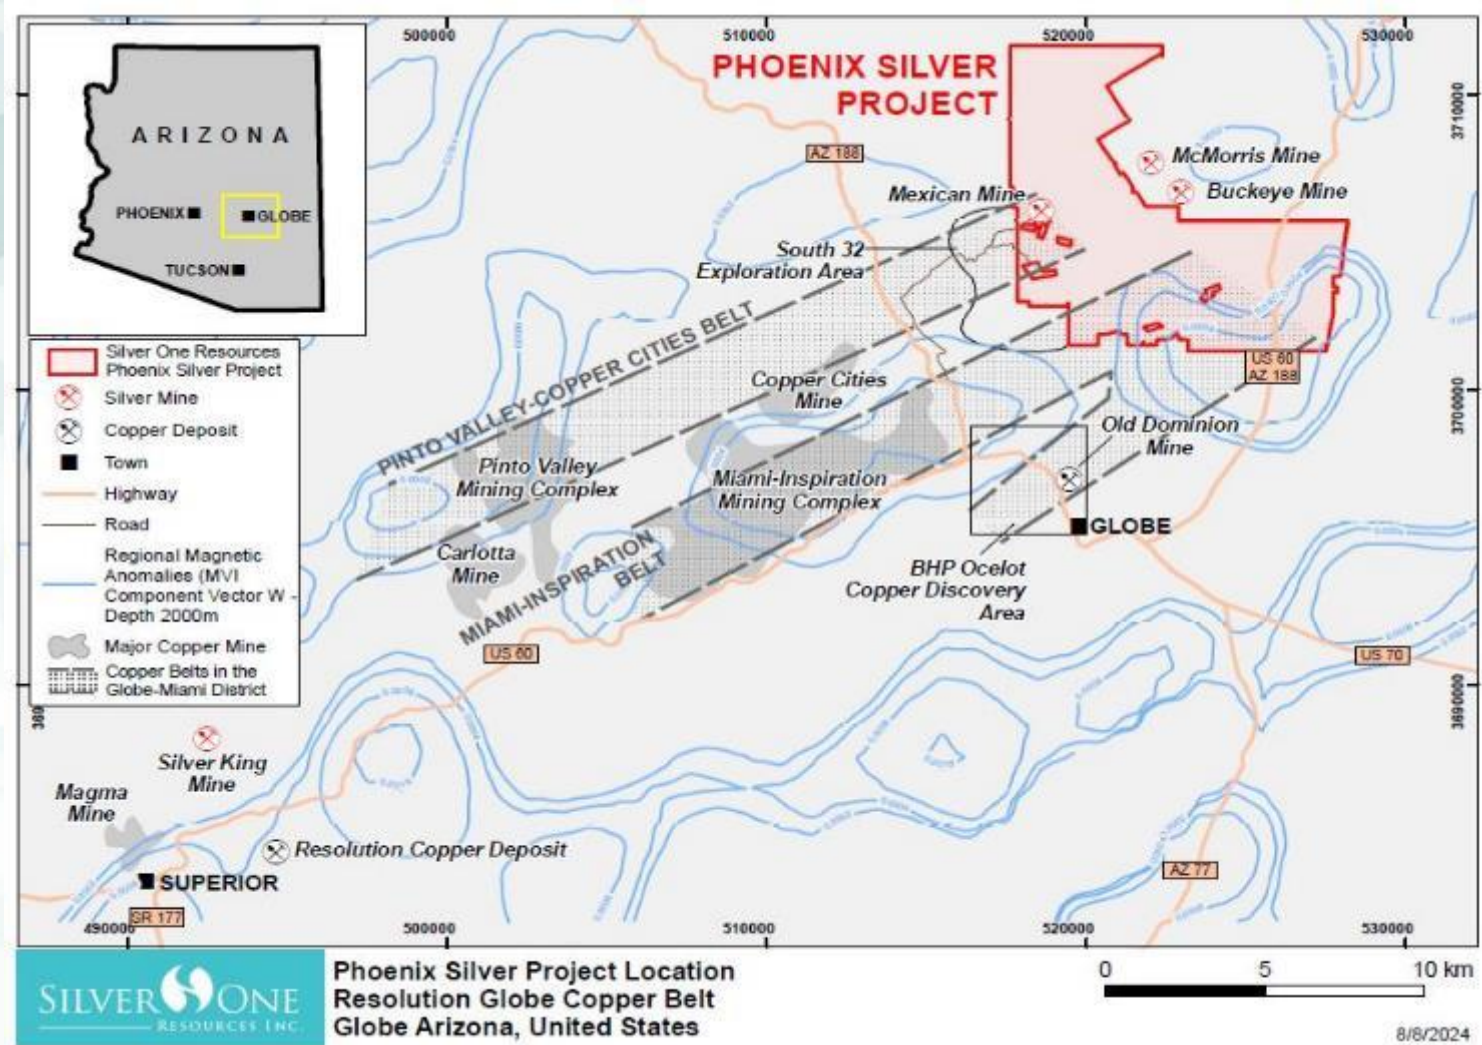 500000
510000
520000
530000
ARIZONA
PHOENIX
GLOBE
TUCSON
PHOENIX SILVER
PROJECT
3710000
AZ 188
McMorris Mine
Buckeye Mine
Mexican Mine
South 32
Exploration Area
PINTO VALLEY-COPPER CITIES BELT
Silver One Resources
Phoenix Silver Project
Silver Mine
Copper Deposit
Town
Highway
Road
Regional Magnetic
Anomalies (MVI
Component Vector W -
Depth 2000m
Major Copper Mine
Copper Belts in the
Globe-Miami District
US 60
AZ 188
3700000
Copper Cities
Mine
Old Dominion
Mine
Pinto Valley
Mining Complex
Miami-Inspiration
Mining Complex
GLOBE
Carlotta
Mine
MIAMI-INSPIRATION
BELT
BHP Ocelot
Copper Discovery
Area
US 60
US 70
369
3690000
Silver King
Mine
Magma
Mine
Resolution Copper Deposit
SUPERIOR
AZ 77
SR 177
490000
500000
510000
520000
530000
SILVER ONE
RESOURCES INC.
Phoenix Silver Project Location
Resolution Globe Copper Belt
Globe Arizona, United States
0 5 10 km
8/8/2024